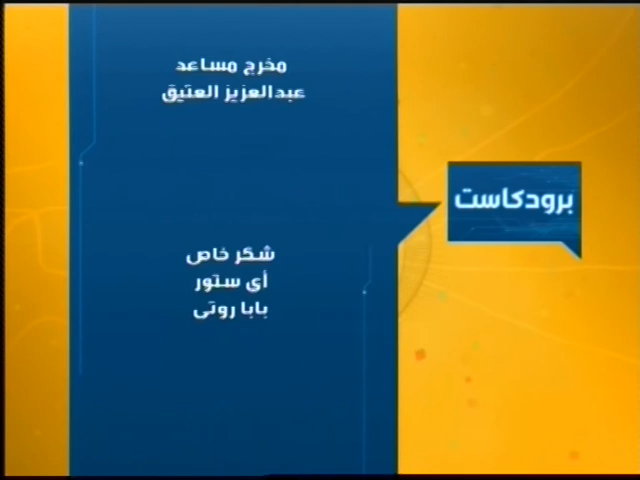 مخرج مساعد
عبدالعزيز العتيق
برودكاست
شكر خاص
أي ستور
بابا روتي